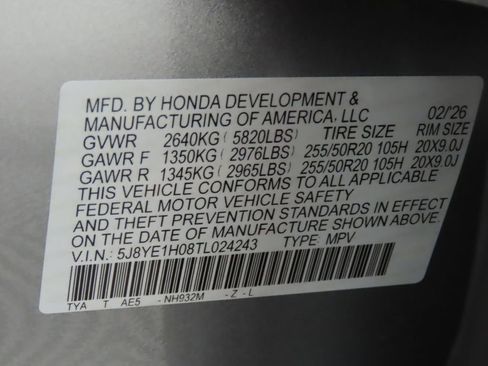 MFD. BY HONDA DEVELOPMENT &
MANUFACTURING OF AMERICA, LLC 02/'26
GVWR 2640KG ( 5820LBS) TIRE SIZE RIM SIZE
GAWR F 1350KG ( 2976LBS) 255/50R20 105H 20X9.0J
GAWR R 1345KG ( 2965LBS) 255/50R20 105H 20X9.0J
THIS VEHICLE CONFORMS TO ALL APPLICABLE
FEDERAL MOTOR VEHICLE SAFETY
AND THEFT PREVENTION STANDARDS IN EFFECT
ON THE DATE OF MANUFACTURE SHOWN ABOVE.
V.I.N.: 5J8YE1H08TL024243 TYPE: MPV
TYA T AE5 - NH932M - Z - L